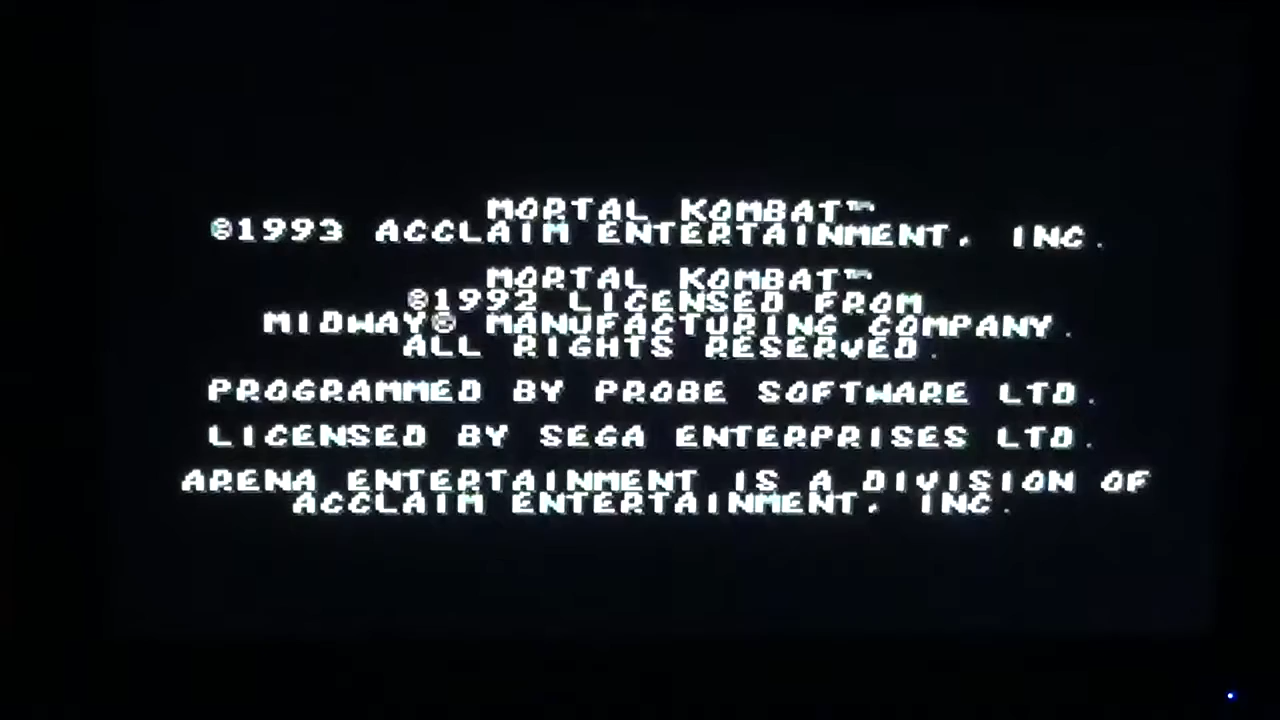 MORTAL KOMBAT™
©1993 ACCLAIM ENTERTAINMENT, INC.
MORTAL KOMBAT™
©1992 LICENSED FROM
MIDWAY® MANUFACTURING COMPANY.
ALL RIGHTS RESERVED.
PROGRAMMED BY PROBE SOFTWARE LTD.
LICENSED BY SEGA ENTERPRISES LTD.
ARENA ENTERTAINMENT IS A DIVISION OF
ACCLAIM ENTERTAINMENT, INC.